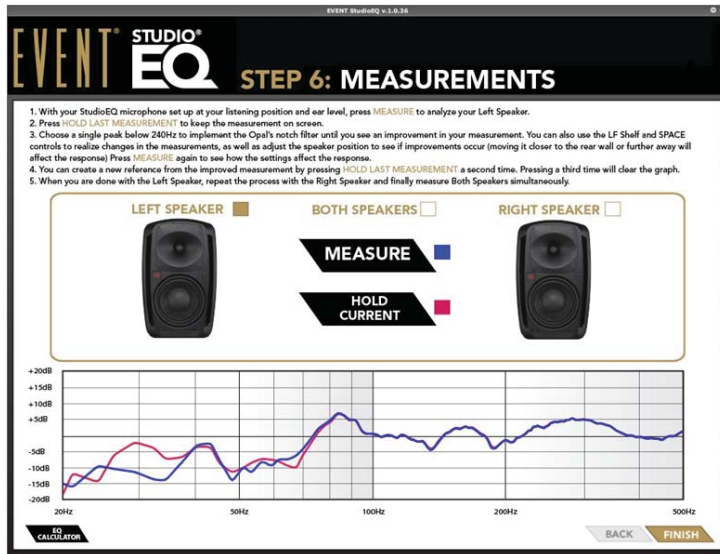 EVENT StudioEQ v.1.0.36
EVENT® STUDIO® EQ
STEP 6: MEASUREMENTS
1. With your StudioEQ microphone set up at your listening position and ear level, press MEASURE to analyze your Left Speaker.
2. Press HOLD LAST MEASUREMENT to keep the measurement on screen.
3. Choose a single peak below 240Hz to implement the Opal's notch filter until you see an improvement in your measurement. You can also use the LF Shelf and SPACE
controls to realize changes in the measurements, as well as adjust the speaker position to see if improvements occur (moving it closer to the rear wall or further away will
affect the response) Press MEASURE again to see how the settings affect the response.
4. You can create a new reference from the improved measurement by pressing HOLD LAST MEASUREMENT a second time. Pressing a third time will clear the graph.
5. When you are done with the Left Speaker, repeat the process with the Right Speaker and finally measure Both Speakers simultaneously.
LEFT SPEAKER
BOTH SPEAKERS
RIGHT SPEAKER
MEASURE
HOLD
CURRENT
+20dB
+15dB
+10dB
+5dB
-5dB
-10dB
-15dB
-20dB
20Hz 50Hz 100Hz 200Hz 500Hz
EQ
CALCULATOR
BACK
FINISH